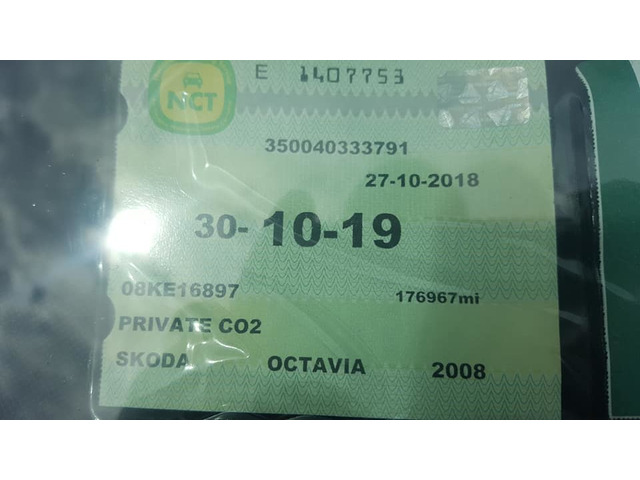 E 1407753
NCT
350040333791
27-10-2018
30-10-19
08KE16897 176967mi
PRIVATE CO2
SKODA OCTAVIA 2008